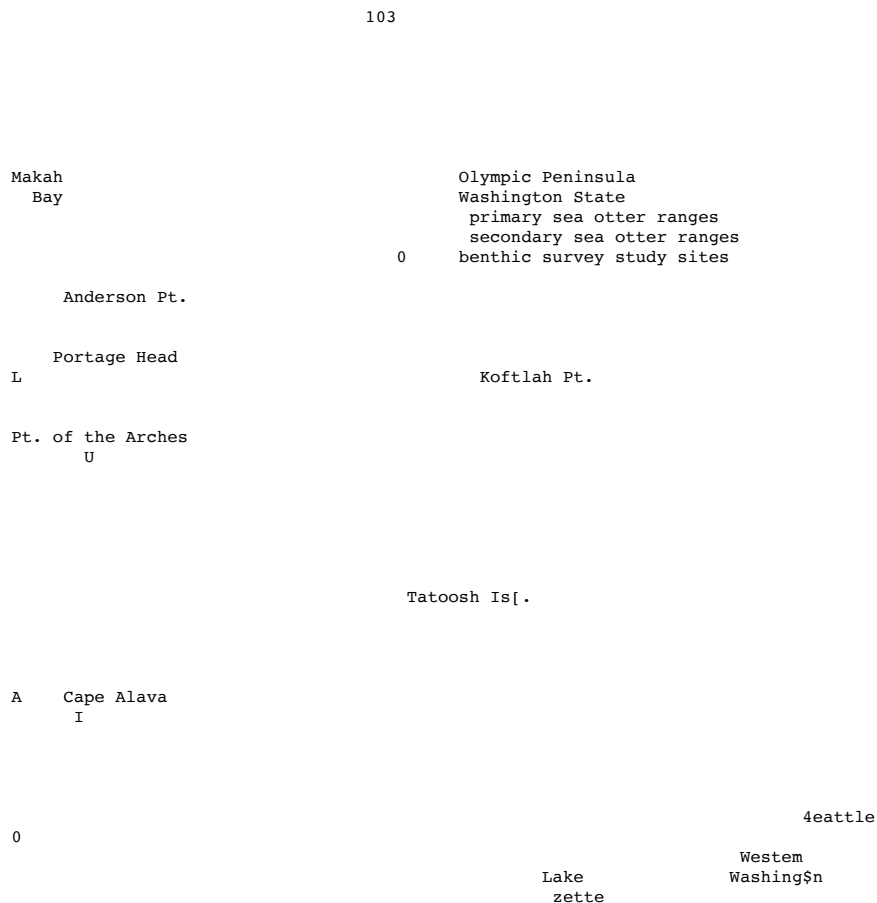 103
Makah Olympic Peninsula
Bay Washington State
primary sea otter ranges
secondary sea otter ranges
0 benthic survey study sites
Anderson Pt.
Portage Head
L Koftlah Pt.
Pt. of the Arches
U
Tatoosh Is[.
A Cape Alava
I
4eattle
0
Westem
Lake Washing$n
zette